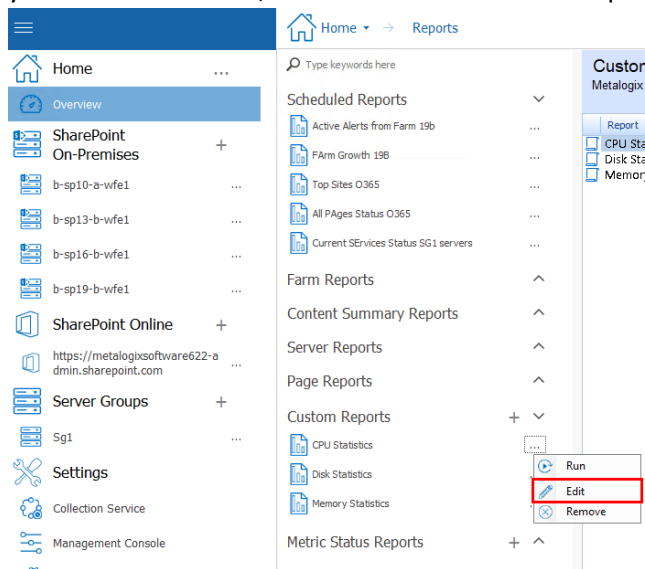 Home
Overview
SharePoint
On-Premises
b-sp10-a-wfe1
b-sp13-b-wfe1
b-sp16-b-wfe1
b-sp19-b-wfe1
SharePoint Online
https://metalogixsoftware622-a
dmin.sharepoint.com
Server Groups
Sg1
Settings
Collection Service
Management Console
Home → Reports
Type keywords here
Scheduled Reports
Active Alerts from Farm 19b
FArm Growth 19B
Top Sites O365
All PAges Status O365
Current SErvices Status SG1 servers
Farm Reports
Content Summary Reports
Server Reports
Page Reports
Custom Reports
CPU Statistics
Disk Statistics
Memory Statistics
Metric Status Reports
Run
Edit
Remove
Metalogix
Report
CPU
Disk